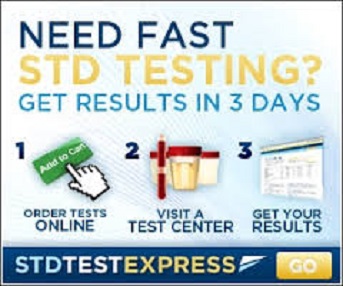 NEED FAST
STD TESTING?
GET RESULTS IN 3 DAYS
1 2 3
Add to Cart
ORDER TESTS
ONLINE
VISIT A
TEST CENTER
GET YOUR
RESULTS
STDTESTEXPRESS GO